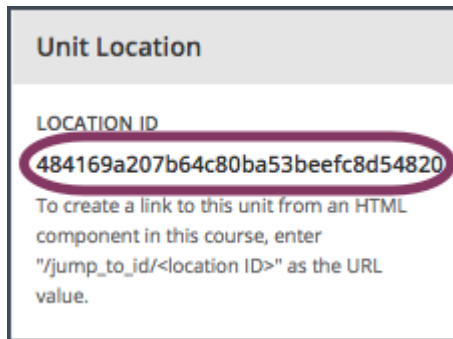 Unit Location
LOCATION ID
484169a207b64c80ba53beefc8d54820
To create a link to this unit from an HTML
component in this course, enter
"/jump_to_id/<location ID>" as the URL
value.